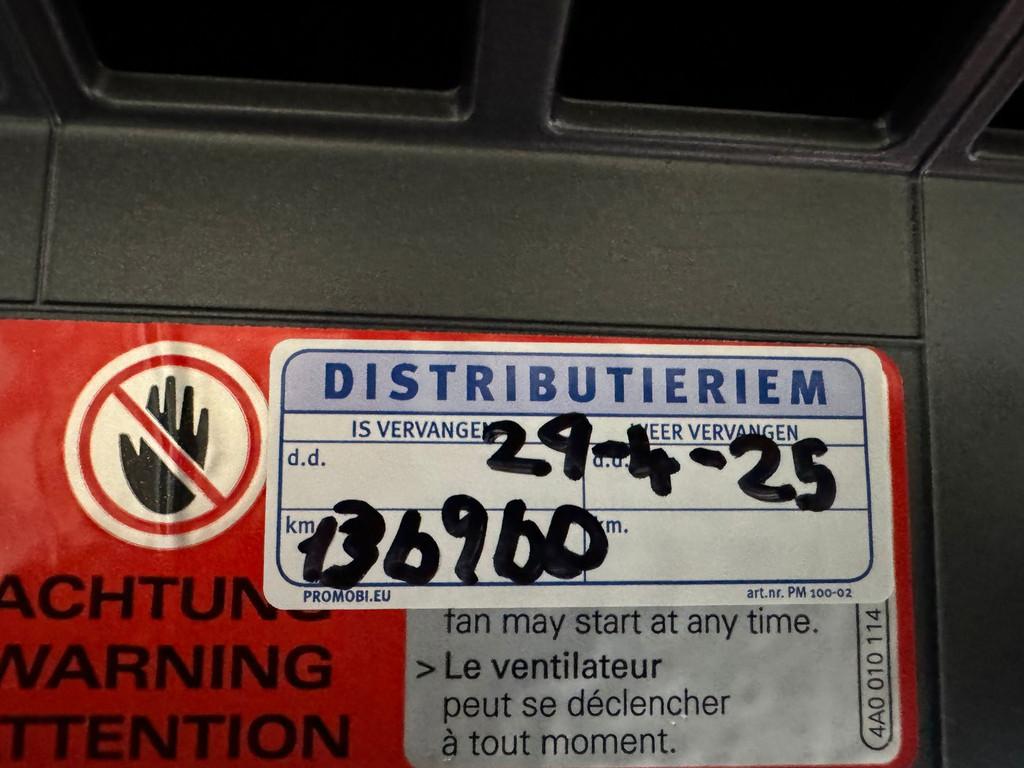 DISTRIBUTIERIEM
IS VERVANGEN WEER VERVANGEN
d.d. 29-4-25
d.d.
km. 136960
km.
PROMOBI.EU art.nr. PM 100-02
ACHTUNG
WARNING
ATTENTION
fan may start at any time.
> Le ventilateur
peut se déclencher
à tout moment.
4A0 010 114